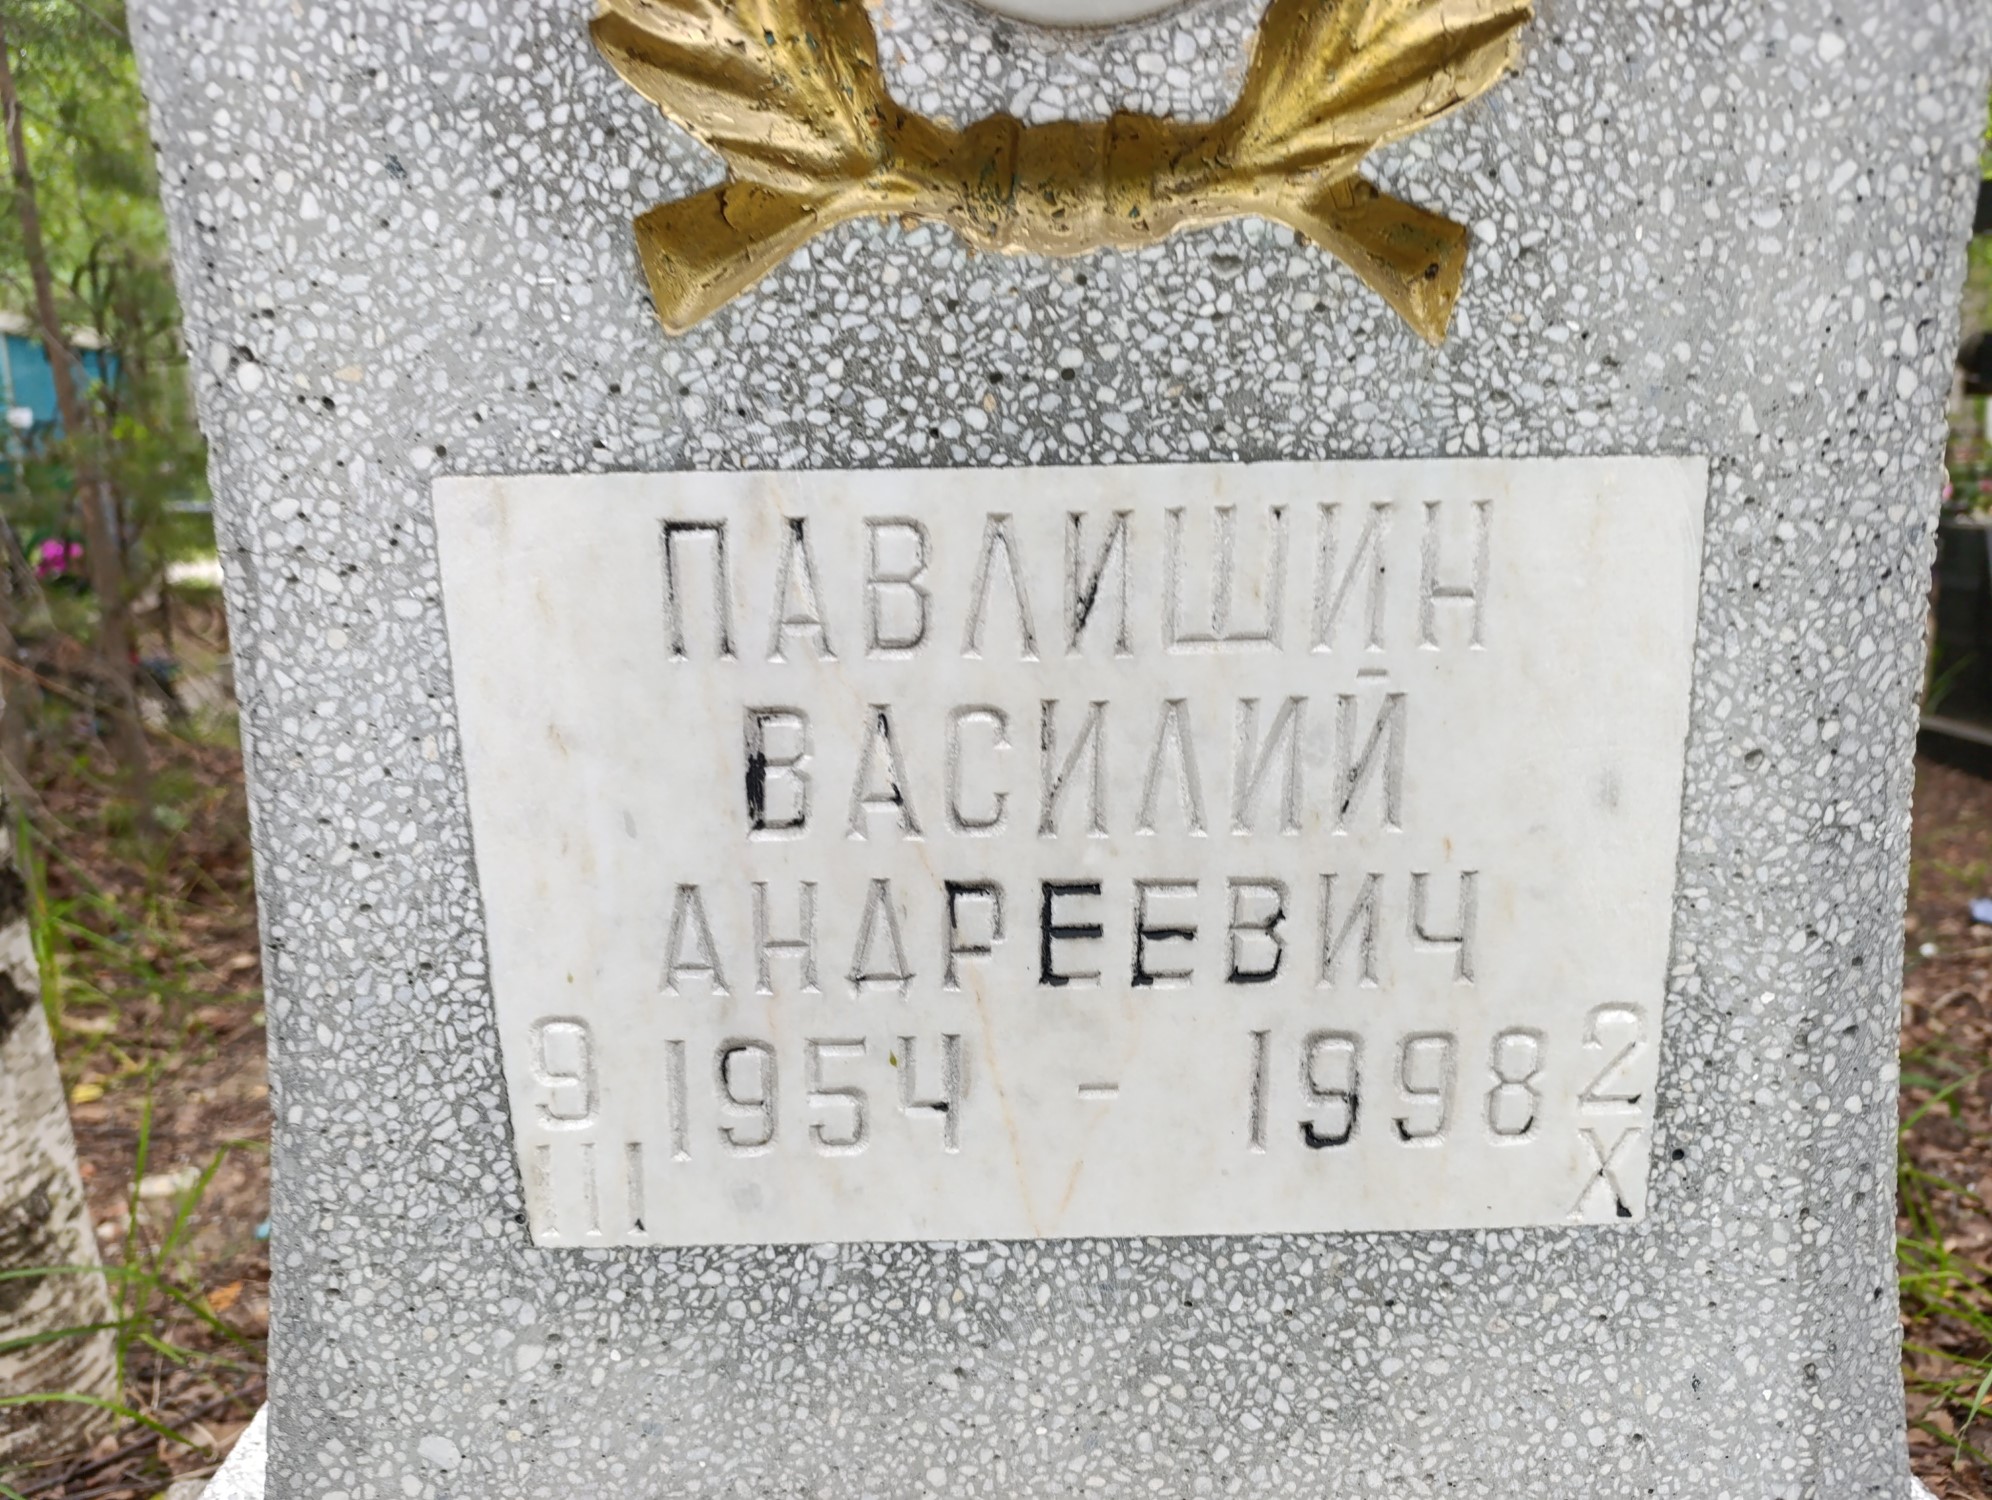 ПАВЛИШИН
ВАСИЛИЙ
АНДРЕЕВИЧ
9 1954 - 1998 2
III X